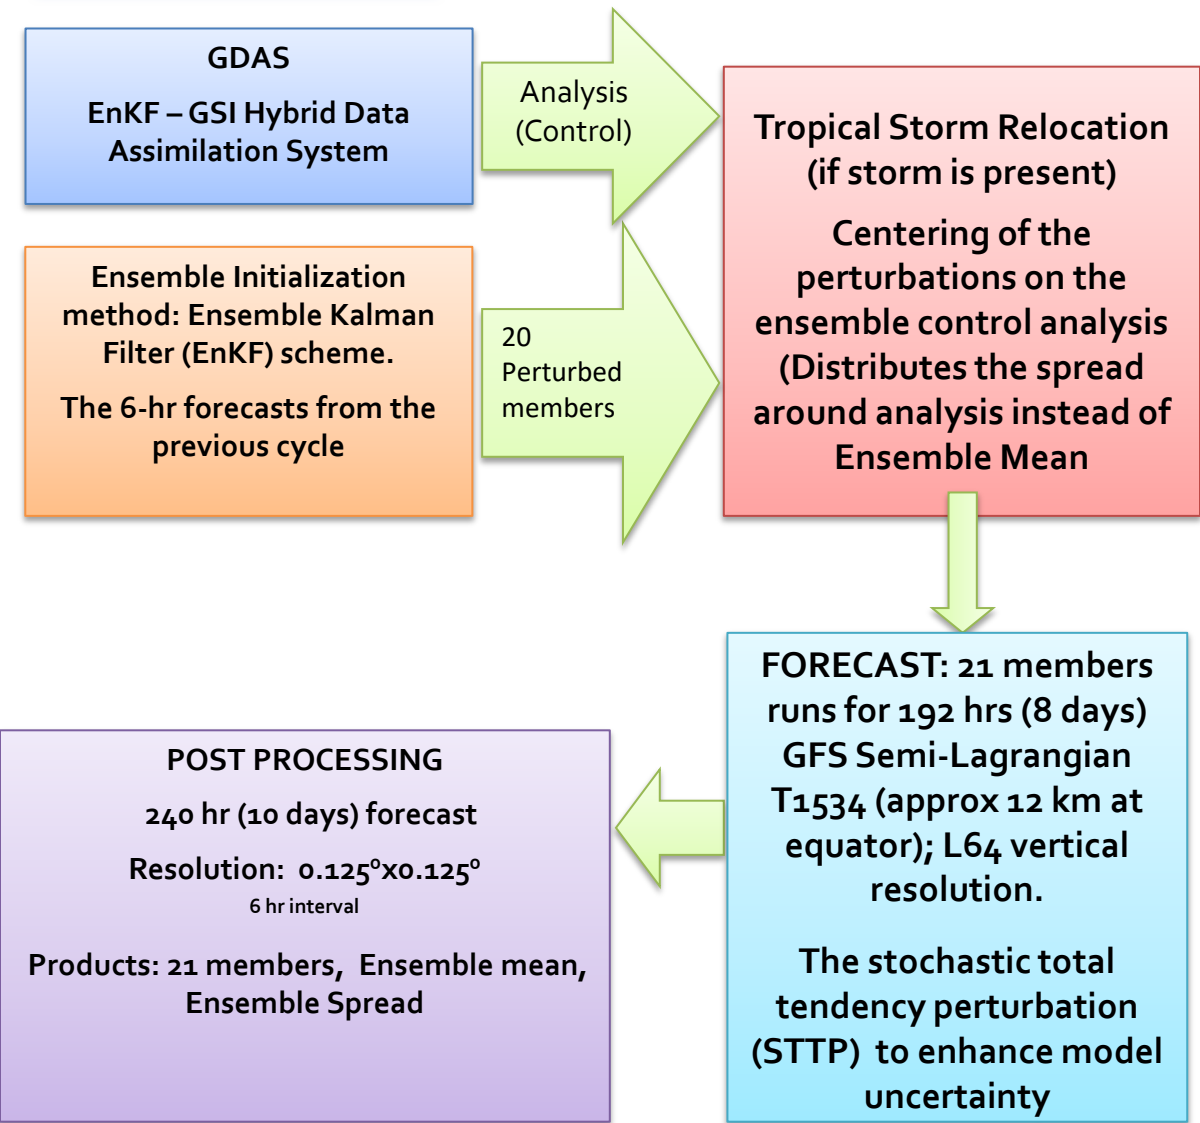 GDAS
EnKF – GSI Hybrid Data
Assimilation System
Analysis
(Control)
Ensemble Initialization
method: Ensemble Kalman
Filter (EnKF) scheme.
The 6-hr forecasts from the
previous cycle
20
Perturbed
members
Tropical Storm Relocation
(if storm is present)
Centering of the
perturbations on the
ensemble control analysis
(Distributes the spread
around analysis instead of
Ensemble Mean
FORECAST: 21 members
runs for 192 hrs (8 days)
GFS Semi-Lagrangian
T1534 (approx 12 km at
equator); L64 vertical
resolution.
The stochastic total
tendency perturbation
(STTP) to enhance model
uncertainty
POST PROCESSING
240 hr (10 days) forecast
Resolution: 0.125ºx0.125º
6 hr interval
Products: 21 members, Ensemble mean,
Ensemble Spread